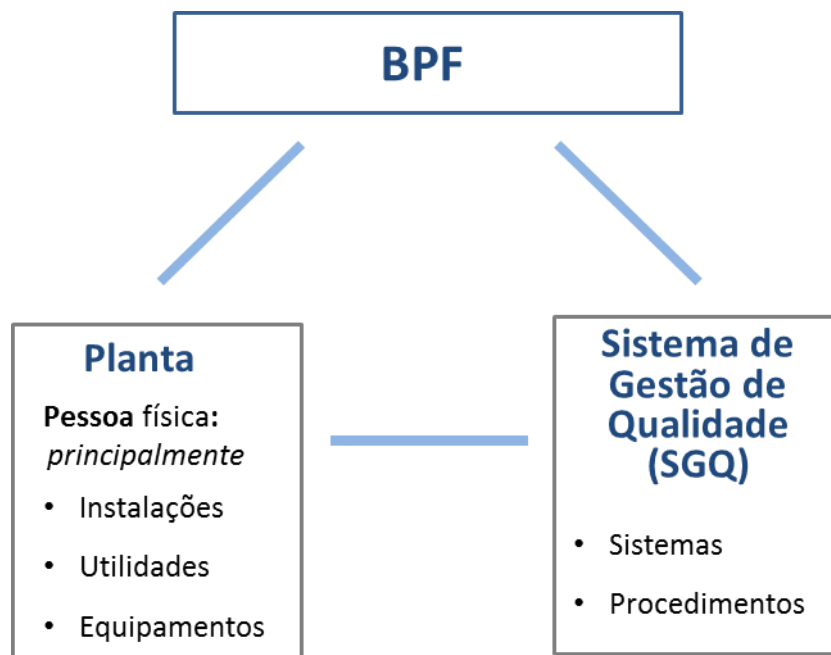 BPF
Planta
Pessoa física:
principalmente
• Instalações
• Utilidades
• Equipamentos
Sistema de
Gestão de
Qualidade
(SGQ)
• Sistemas
• Procedimentos